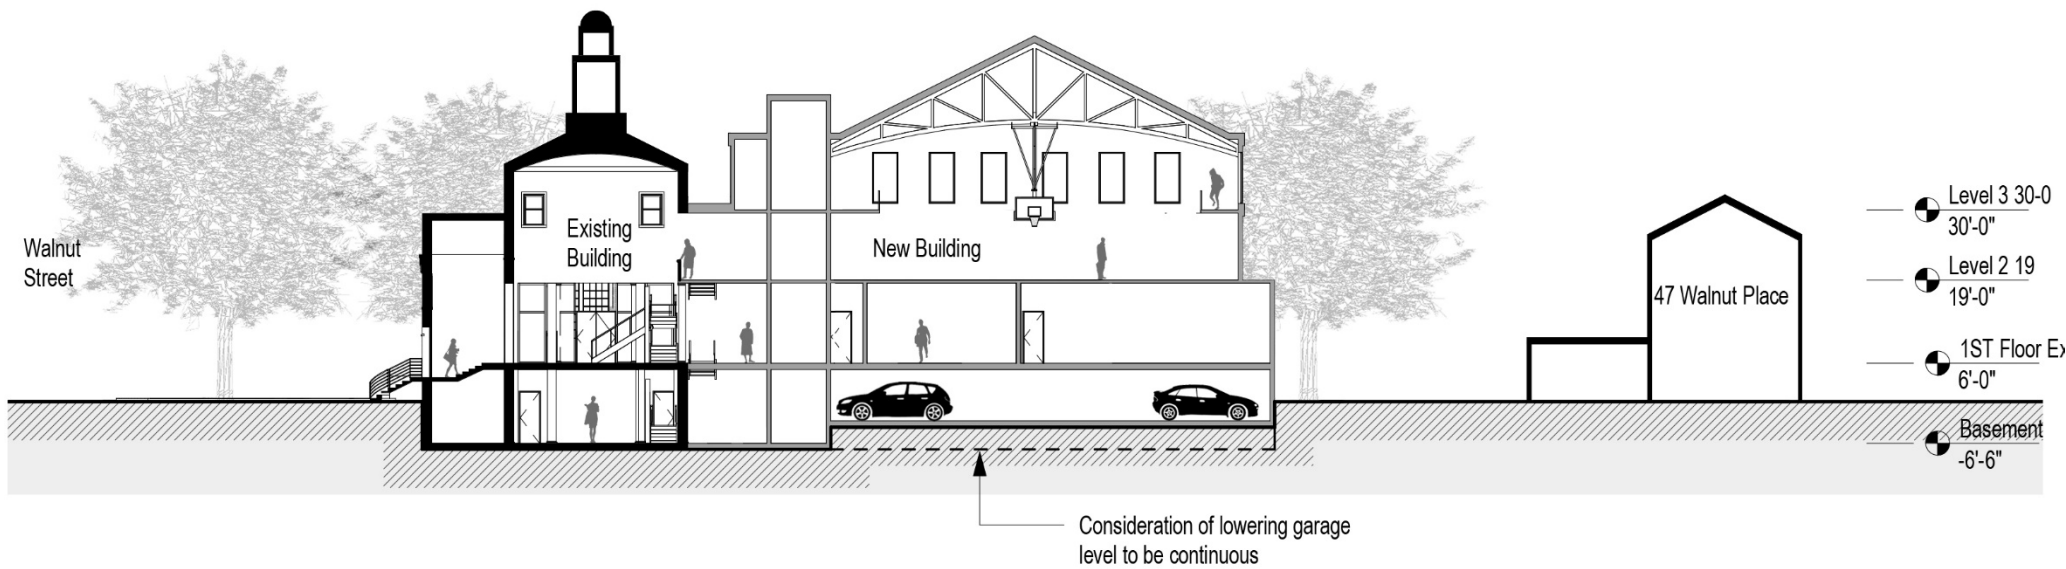 Walnut
Street
Existing
Building
New Building
47 Walnut Place
Level 3 30-0
30'-0"
Level 2 19
19'-0"
1ST Floor Ex
6'-0"
Basement
-6'-6"
Consideration of lowering garage
level to be continuous